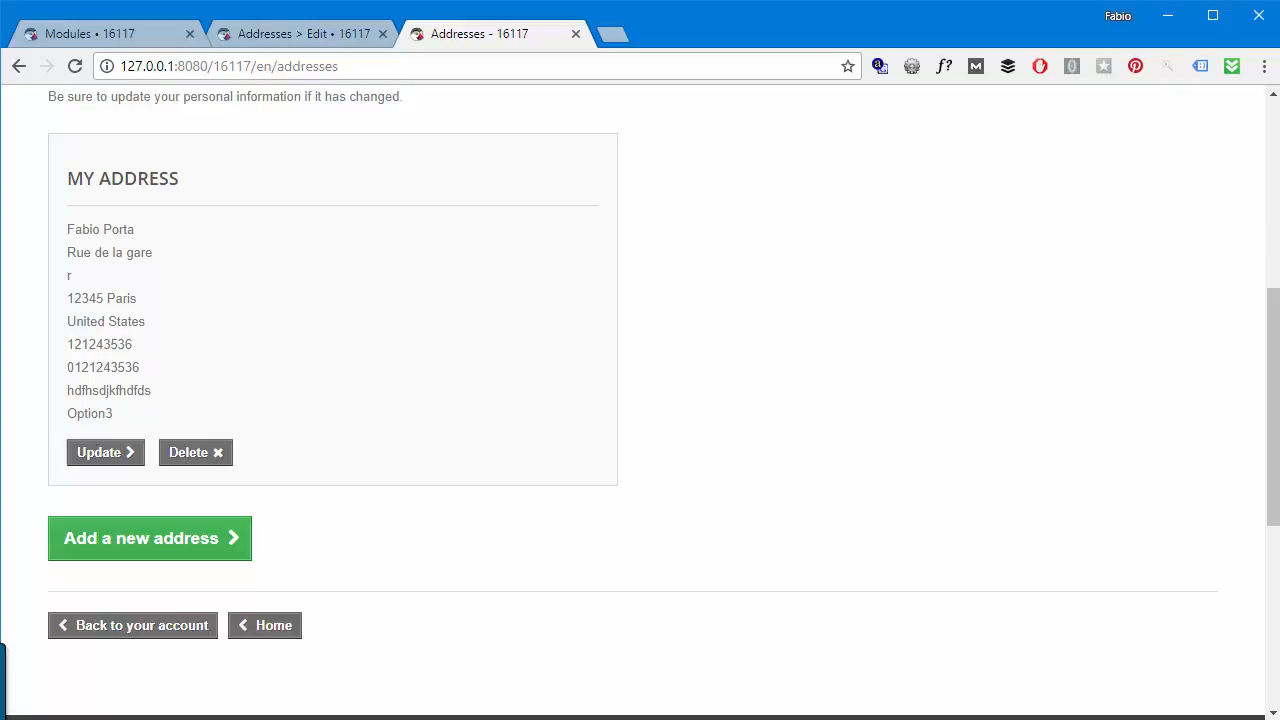 Fabio
Modules • 16117
Addresses > Edit • 16117
Addresses - 16117
127.0.0.1:8080/16117/en/addresses
Be sure to update your personal information if it has changed.
MY ADDRESS
Fabio Porta
Rue de la gare
r
12345 Paris
United States
121243536
0121243536
hdfhsdjkfhdfds
Option3
Update
Delete
Add a new address
Back to your account
Home